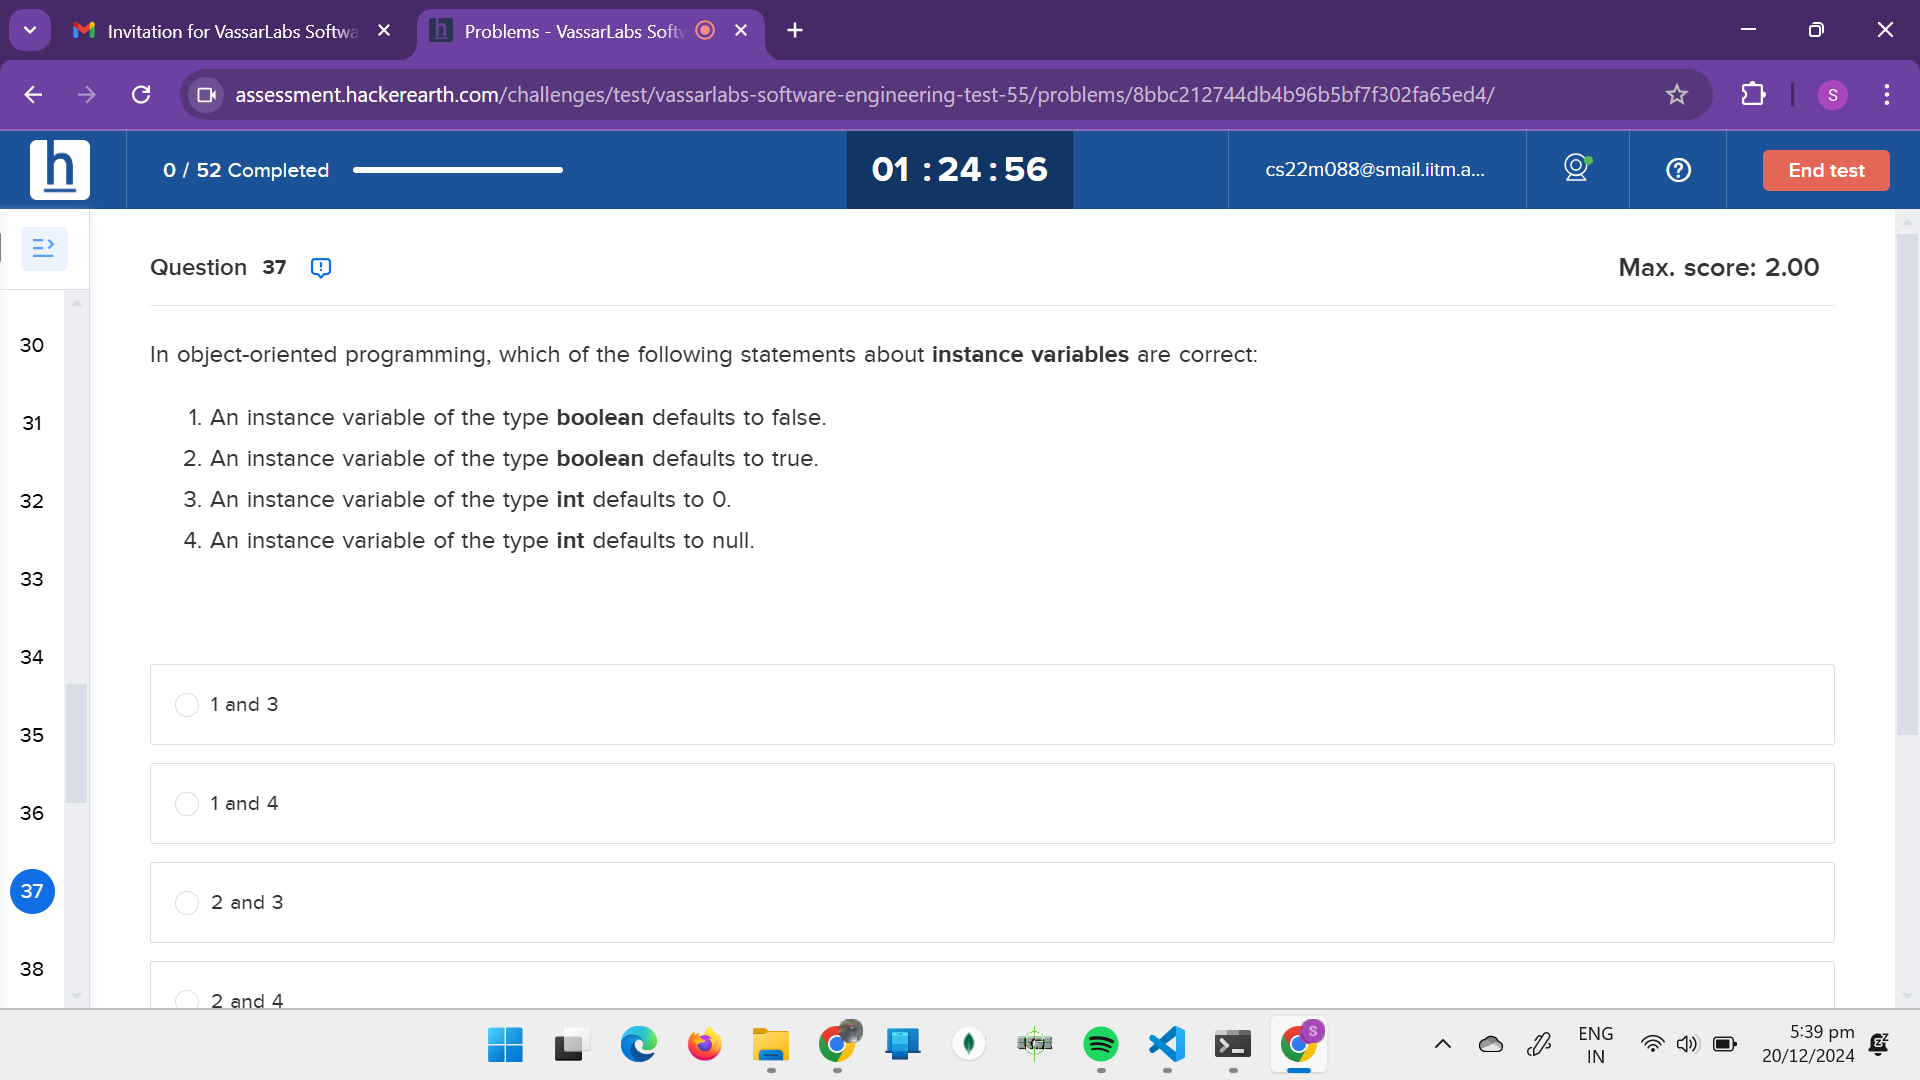 Invitation for VassarLabs Softwa
Problems - VassarLabs Softv
assessment.hackerearth.com/challenges/test/vassarlabs-software-engineering-test-55/problems/8bbc212744db4b96b5bf7f302fa65ed4/
S
h
0 / 52 Completed
01 : 24 : 56
cs22m088@smail.iitm.a...
End test
Question 37
Max. score: 2.00
In object-oriented programming, which of the following statements about instance variables are correct:
1. An instance variable of the type boolean defaults to false.
2. An instance variable of the type boolean defaults to true.
3. An instance variable of the type int defaults to 0.
4. An instance variable of the type int defaults to null.
1 and 3
1 and 4
2 and 3
2 and 4
30
31
32
33
34
35
36
37
38
S
ENG
IN
5:39 pm
20/12/2024